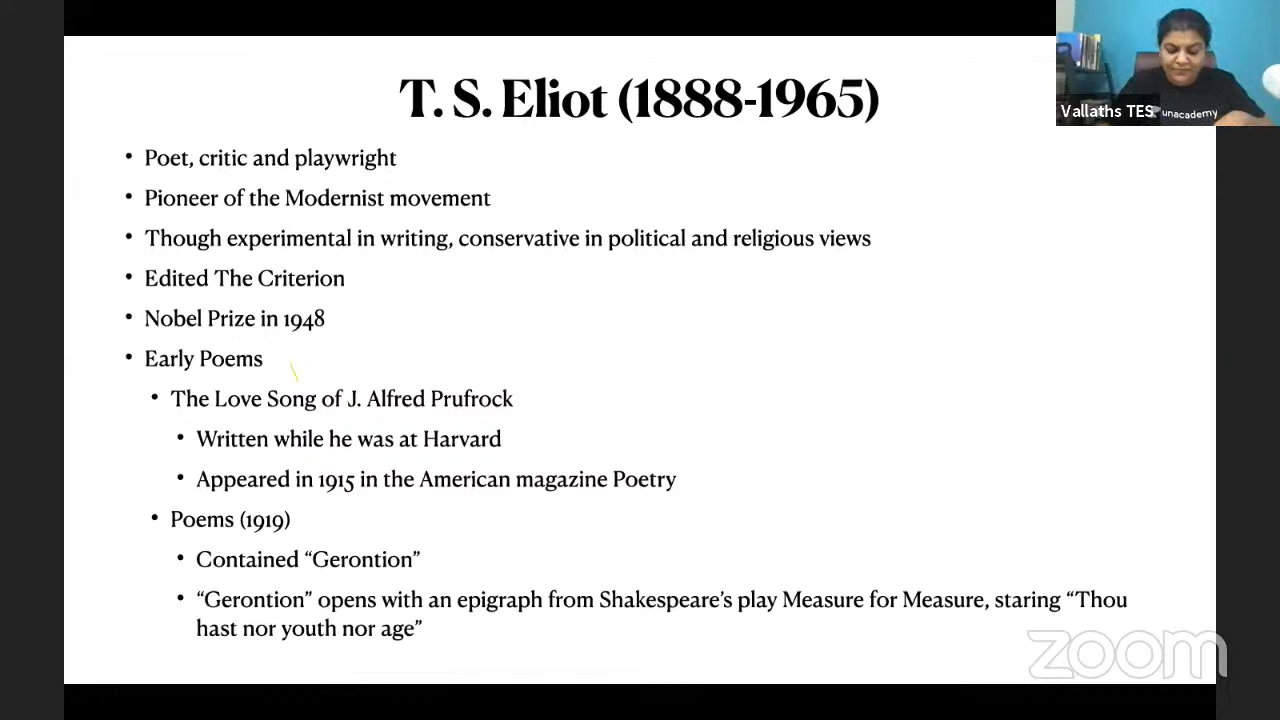 T. S. Eliot (1888-1965)
Vallaths TES
unacademy
• Poet, critic and playwright
• Pioneer of the Modernist movement
• Though experimental in writing, conservative in political and religious views
• Edited The Criterion
• Nobel Prize in 1948
• Early Poems
• The Love Song of J. Alfred Prufrock
• Written while he was at Harvard
• Appeared in 1915 in the American magazine Poetry
• Poems (1919)
• Contained “Gerontion”
• “Gerontion” opens with an epigraph from Shakespeare’s play Measure for Measure, staring “Thou
hast nor youth nor age”
zoom